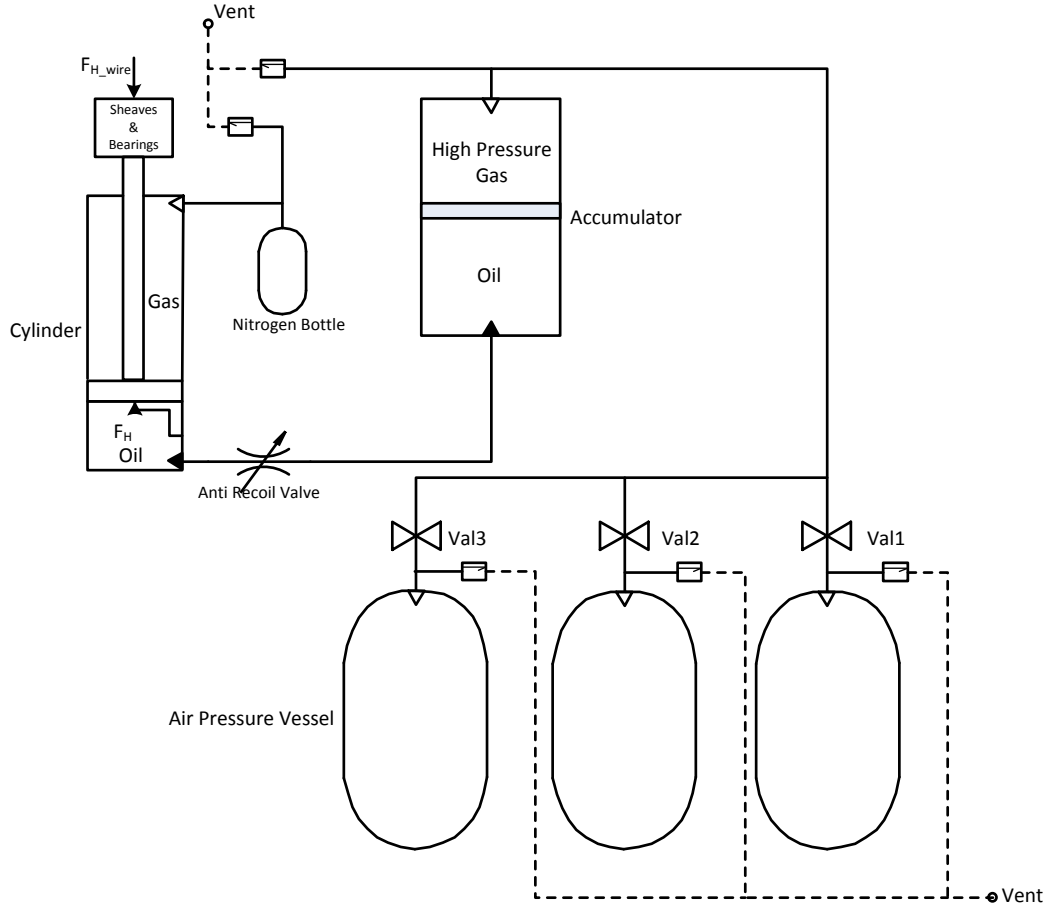 Vent
F_H_wire
Sheaves
&
Bearings
High Pressure
Gas
Accumulator
Gas
Oil
Nitrogen Bottle
Cylinder
F_H
Oil
Anti Recoil Valve
Val3
Val2
Val1
Air Pressure Vessel
Vent